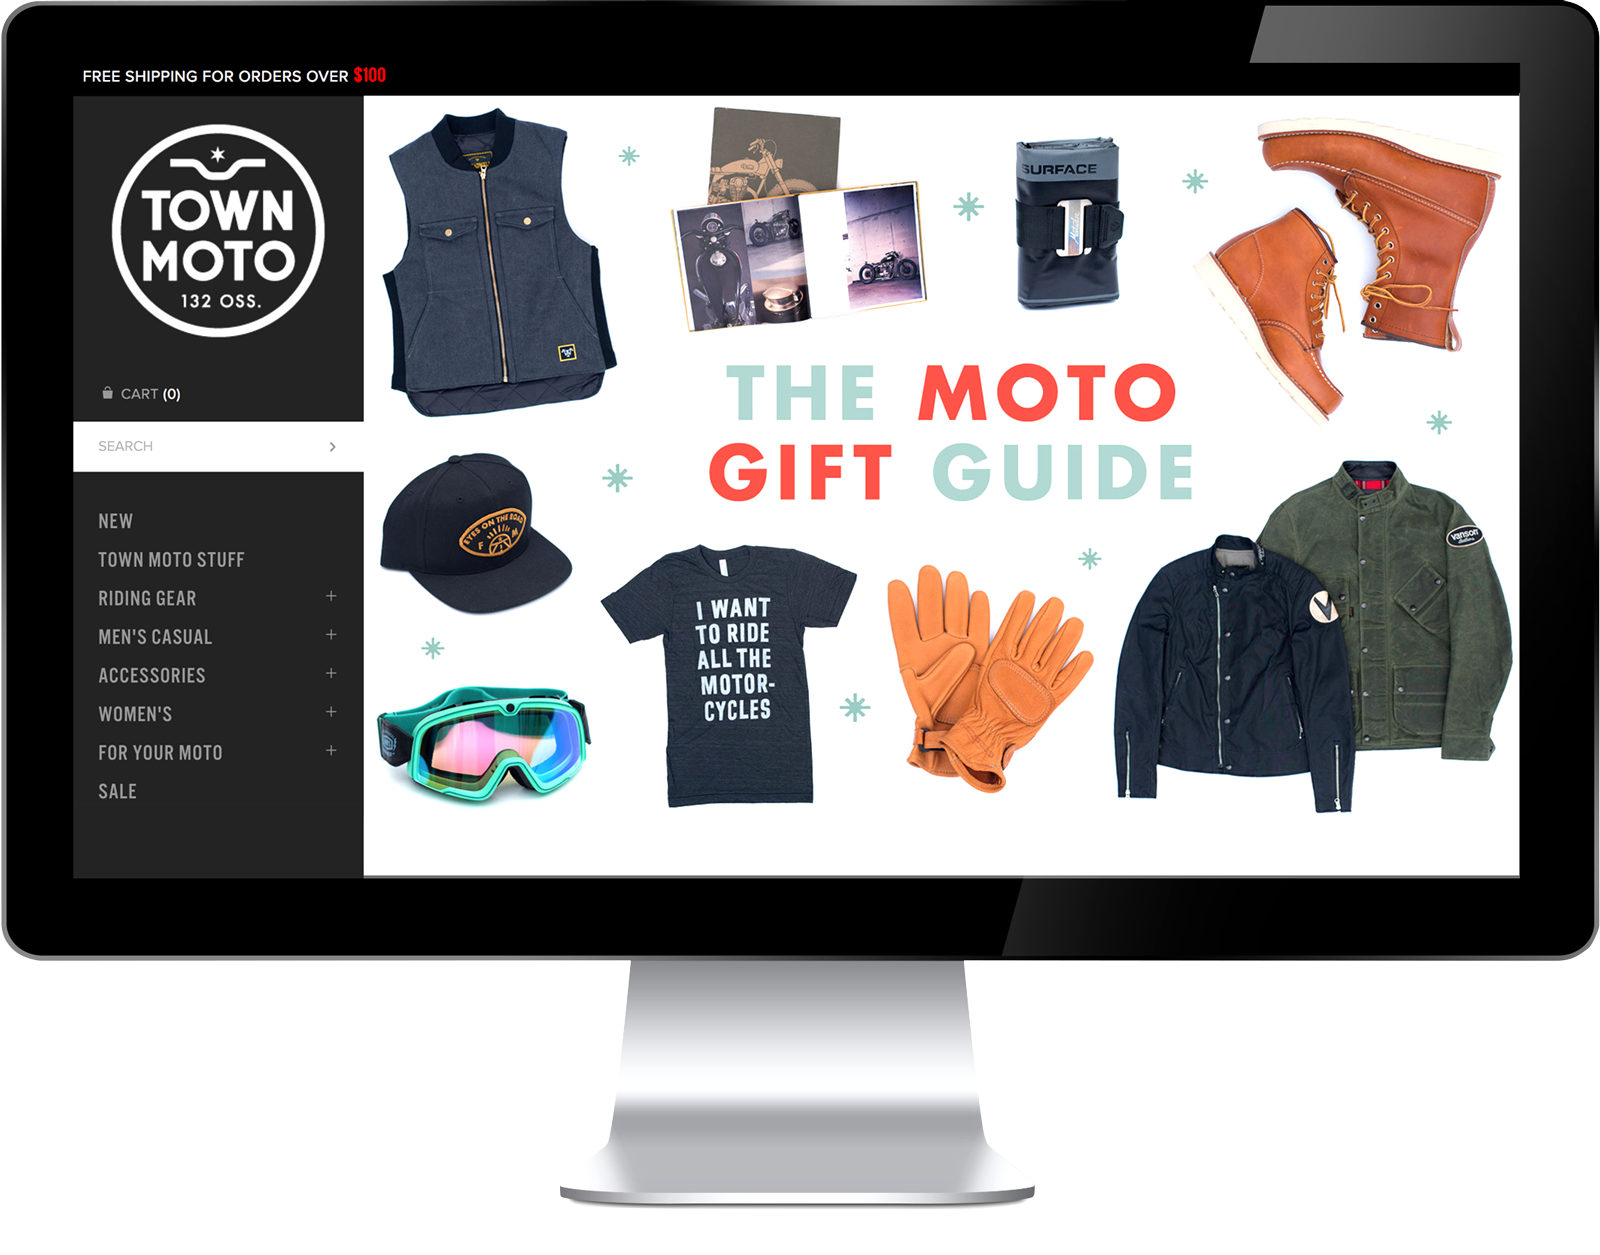 FREE SHIPPING FOR ORDERS OVER $100
TOWN
MOTO
132 OSS.
CART (0)
SEARCH
NEW
TOWN MOTO STUFF
RIDING GEAR +
MEN'S CASUAL +
ACCESSORIES +
WOMEN'S +
FOR YOUR MOTO +
SALE
SURFACE
THE MOTO
GIFT GUIDE
EYES ON THE ROAD
F M
I WANT
TO RIDE
ALL THE
MOTOR-
CYCLES
vanson
V